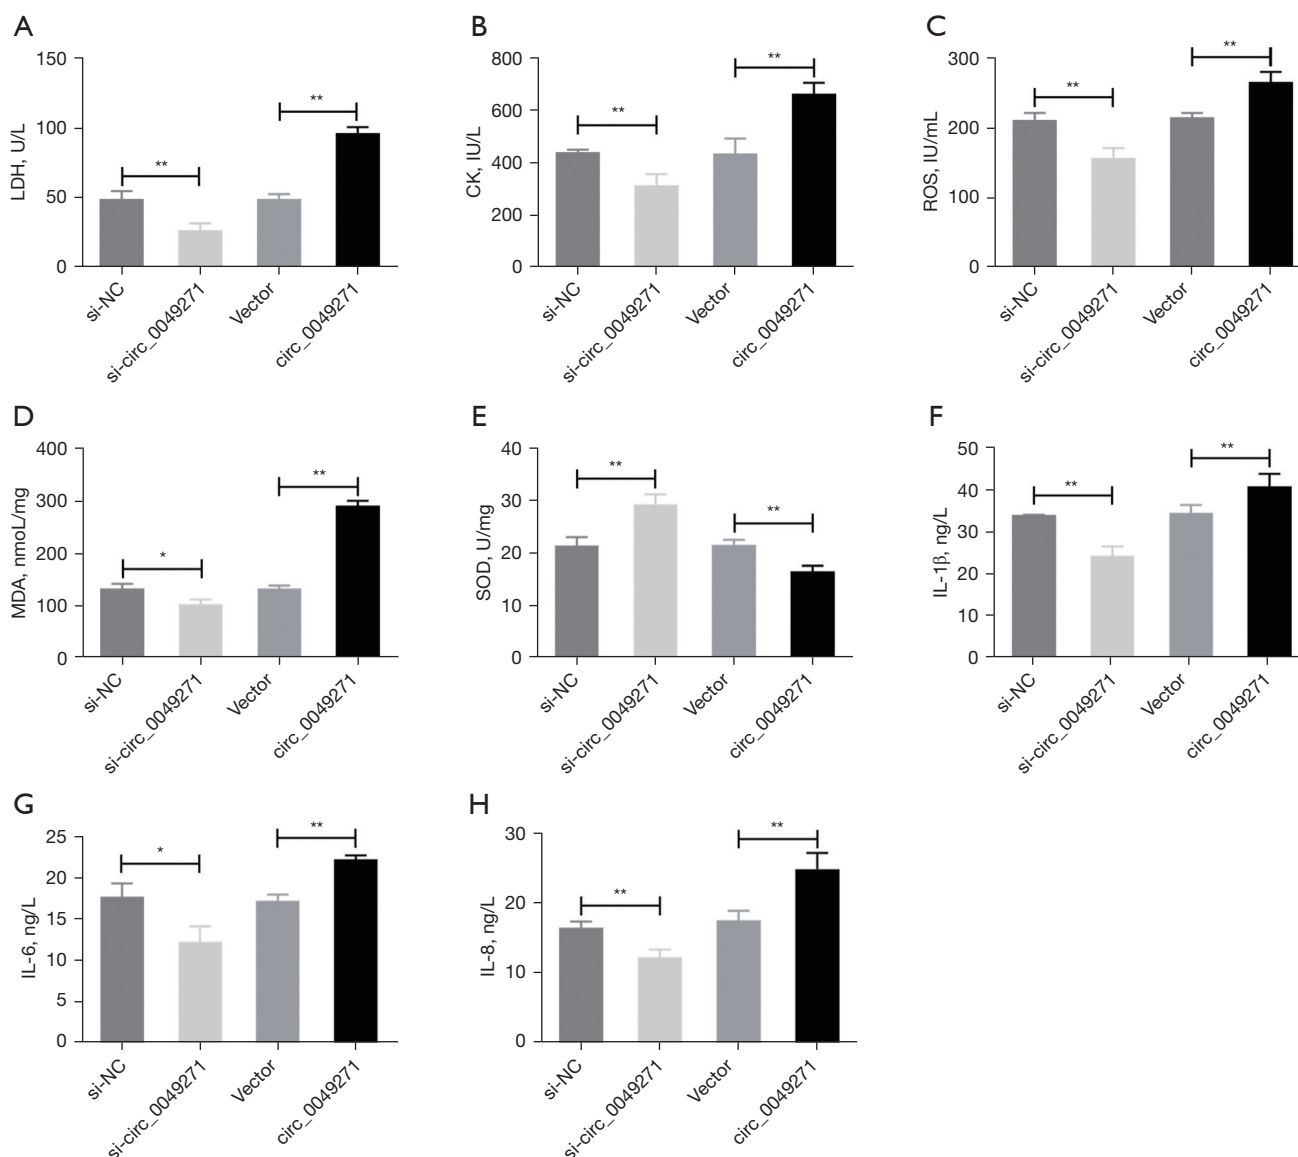 A
LDH, U/L
150
100
50
0
**
**
si-NC
si-circ_0049271
Vector
circ_0049271
B
CK, IU/L
800
600
400
200
0
**
**
si-NC
si-circ_0049271
Vector
circ_0049271
C
ROS, IU/mL
300
200
100
0
**
**
si-NC
si-circ_0049271
Vector
circ_0049271
D
MDA, nmoL/mg
400
300
200
100
0
*
**
si-NC
si-circ_0049271
Vector
circ_0049271
E
SOD, U/mg
40
30
20
10
0
**
**
si-NC
si-circ_0049271
Vector
circ_0049271
F
IL-1β, ng/L
50
40
30
20
10
0
**
**
si-NC
si-circ_0049271
Vector
circ_0049271
G
IL-6, ng/L
25
20
15
10
5
0
*
**
si-NC
si-circ_0049271
Vector
circ_0049271
H
IL-8, ng/L
30
20
10
0
**
**
si-NC
si-circ_0049271
Vector
circ_0049271